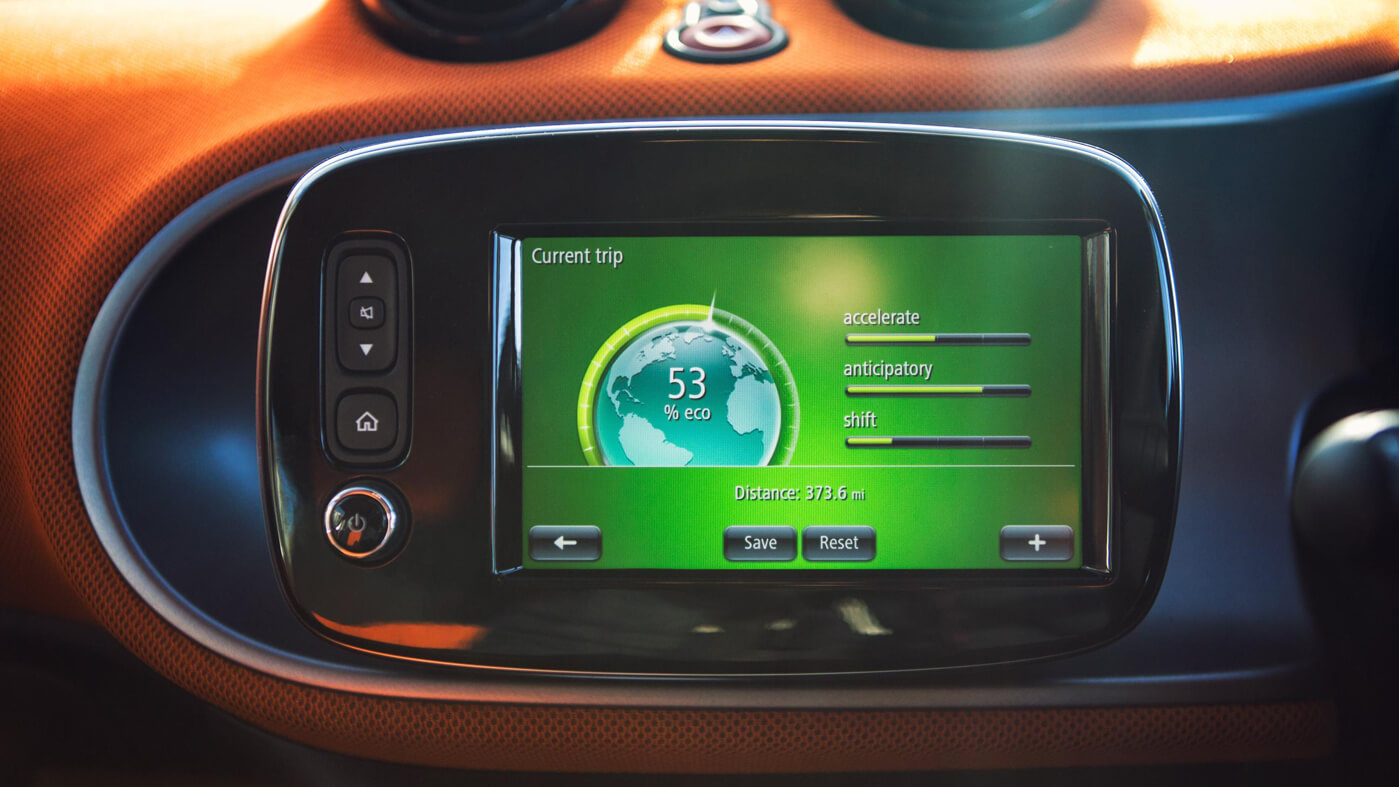 Current trip
accelerate
anticipatory
shift
53
% eco
Distance: 373.6 mi
Save
Reset